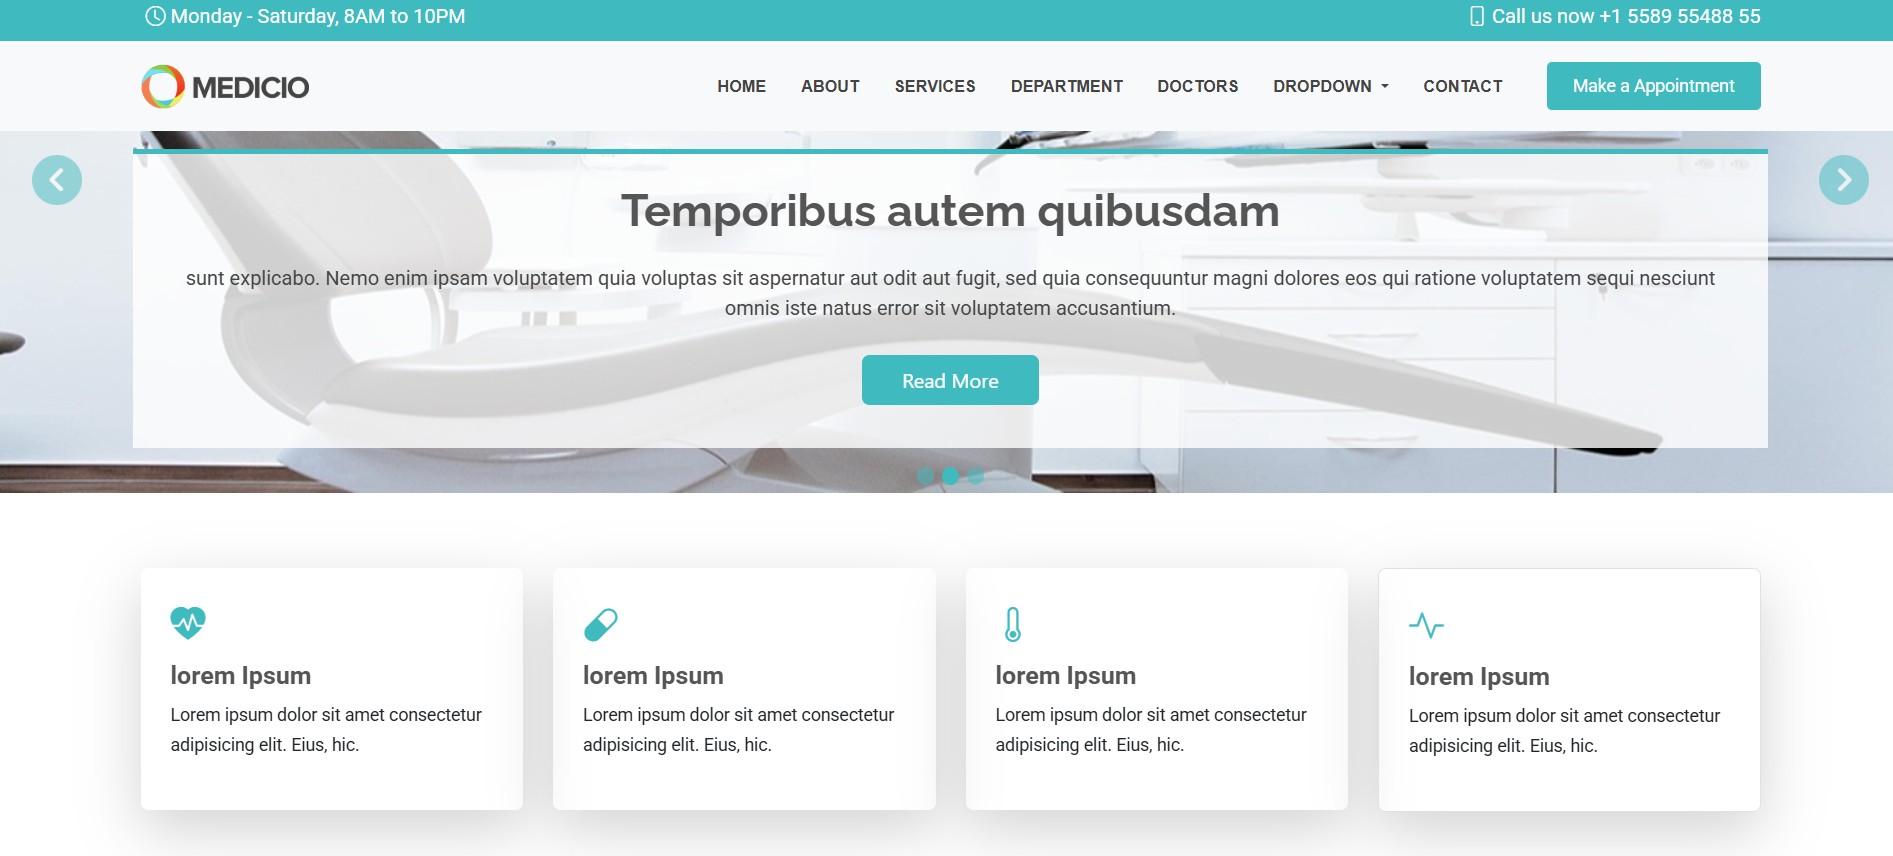 Monday - Saturday, 8AM to 10PM
Call us now +1 5589 55488 55
MEDICIO
HOME ABOUT SERVICES DEPARTMENT DOCTORS DROPDOWN CONTACT Make a Appointment
Temporibus autem quibusdam
sunt explicabo. Nemo enim ipsam voluptatem quia voluptas sit aspernatur aut odit aut fugit, sed quia consequuntur magni dolores eos qui ratione voluptatem sequi nesciunt
omnis iste natus error sit voluptatem accusantium.
Read More
lorem Ipsum
Lorem ipsum dolor sit amet consectetur
adipisicing elit. Eius, hic.
lorem Ipsum
Lorem ipsum dolor sit amet consectetur
adipisicing elit. Eius, hic.
lorem Ipsum
Lorem ipsum dolor sit amet consectetur
adipisicing elit. Eius, hic.
lorem Ipsum
Lorem ipsum dolor sit amet consectetur
adipisicing elit. Eius, hic.